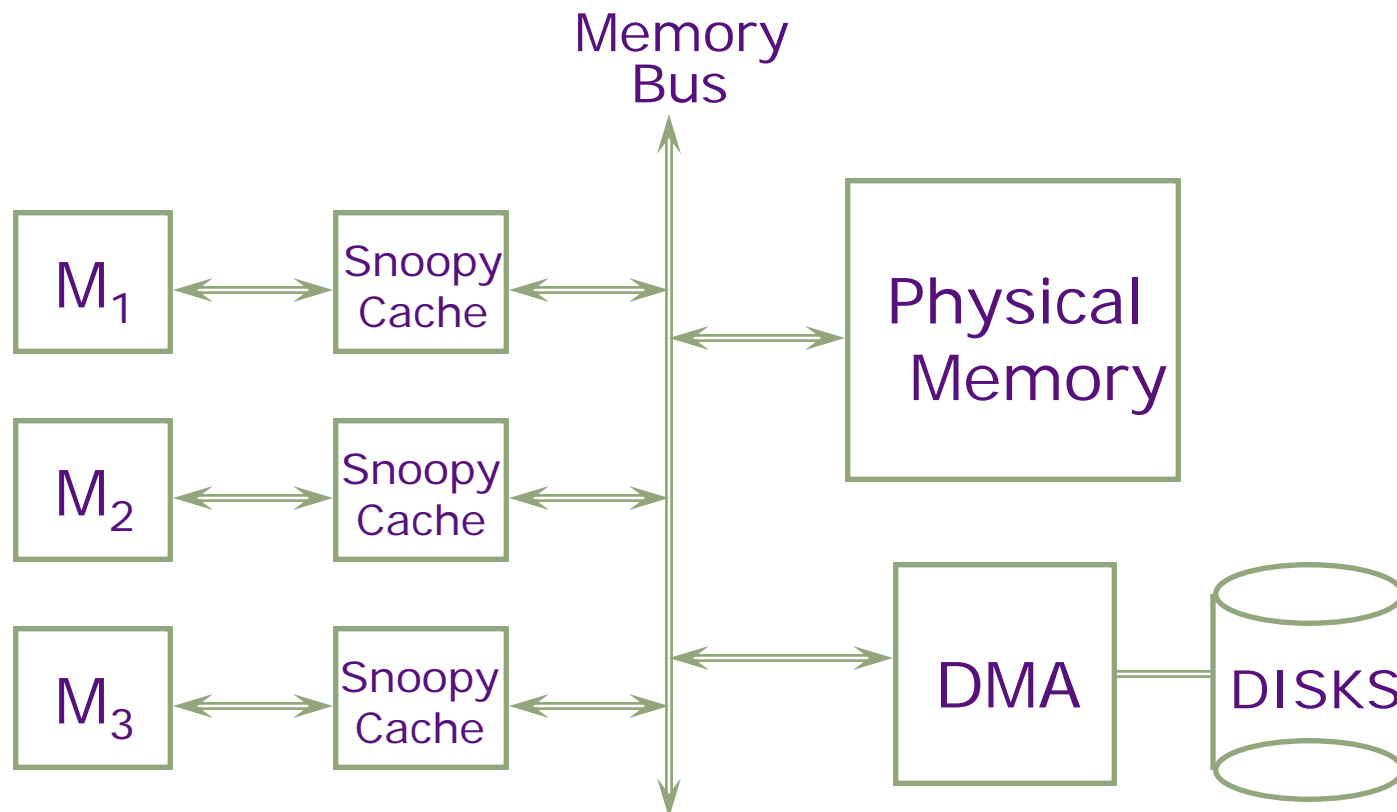 Memory
Bus
M₁
Snoopy
Cache
Physical
Memory
M₂
Snoopy
Cache
M₃
Snoopy
Cache
DMA
DISKS